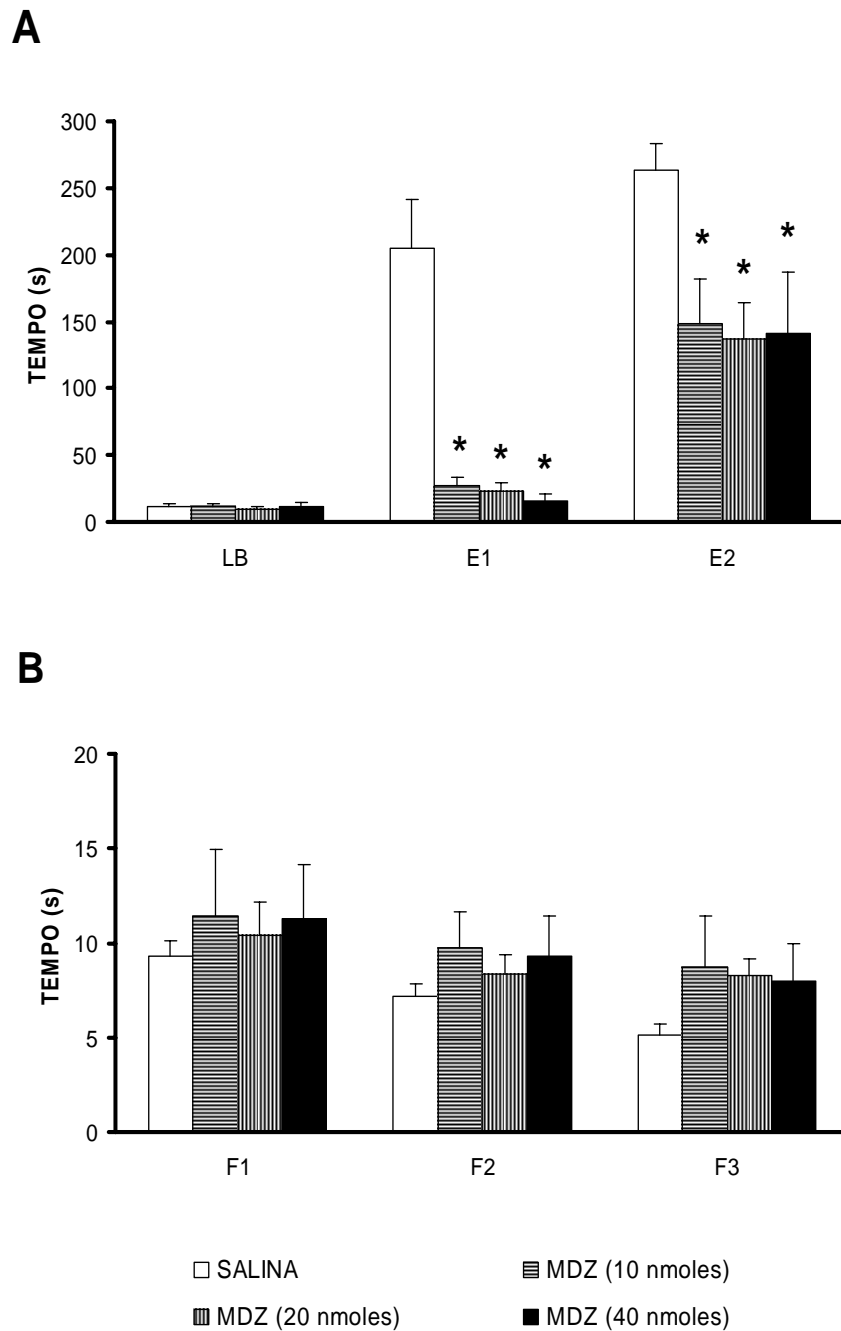 A
TEMPO (s)
300
250
200
150
100
50
0
* * *
* * *
LB E1 E2
B
TEMPO (s)
20
15
10
5
0
F1 F2 F3
SALINA MDZ (10 nmoles)
MDZ (20 nmoles) MDZ (40 nmoles)